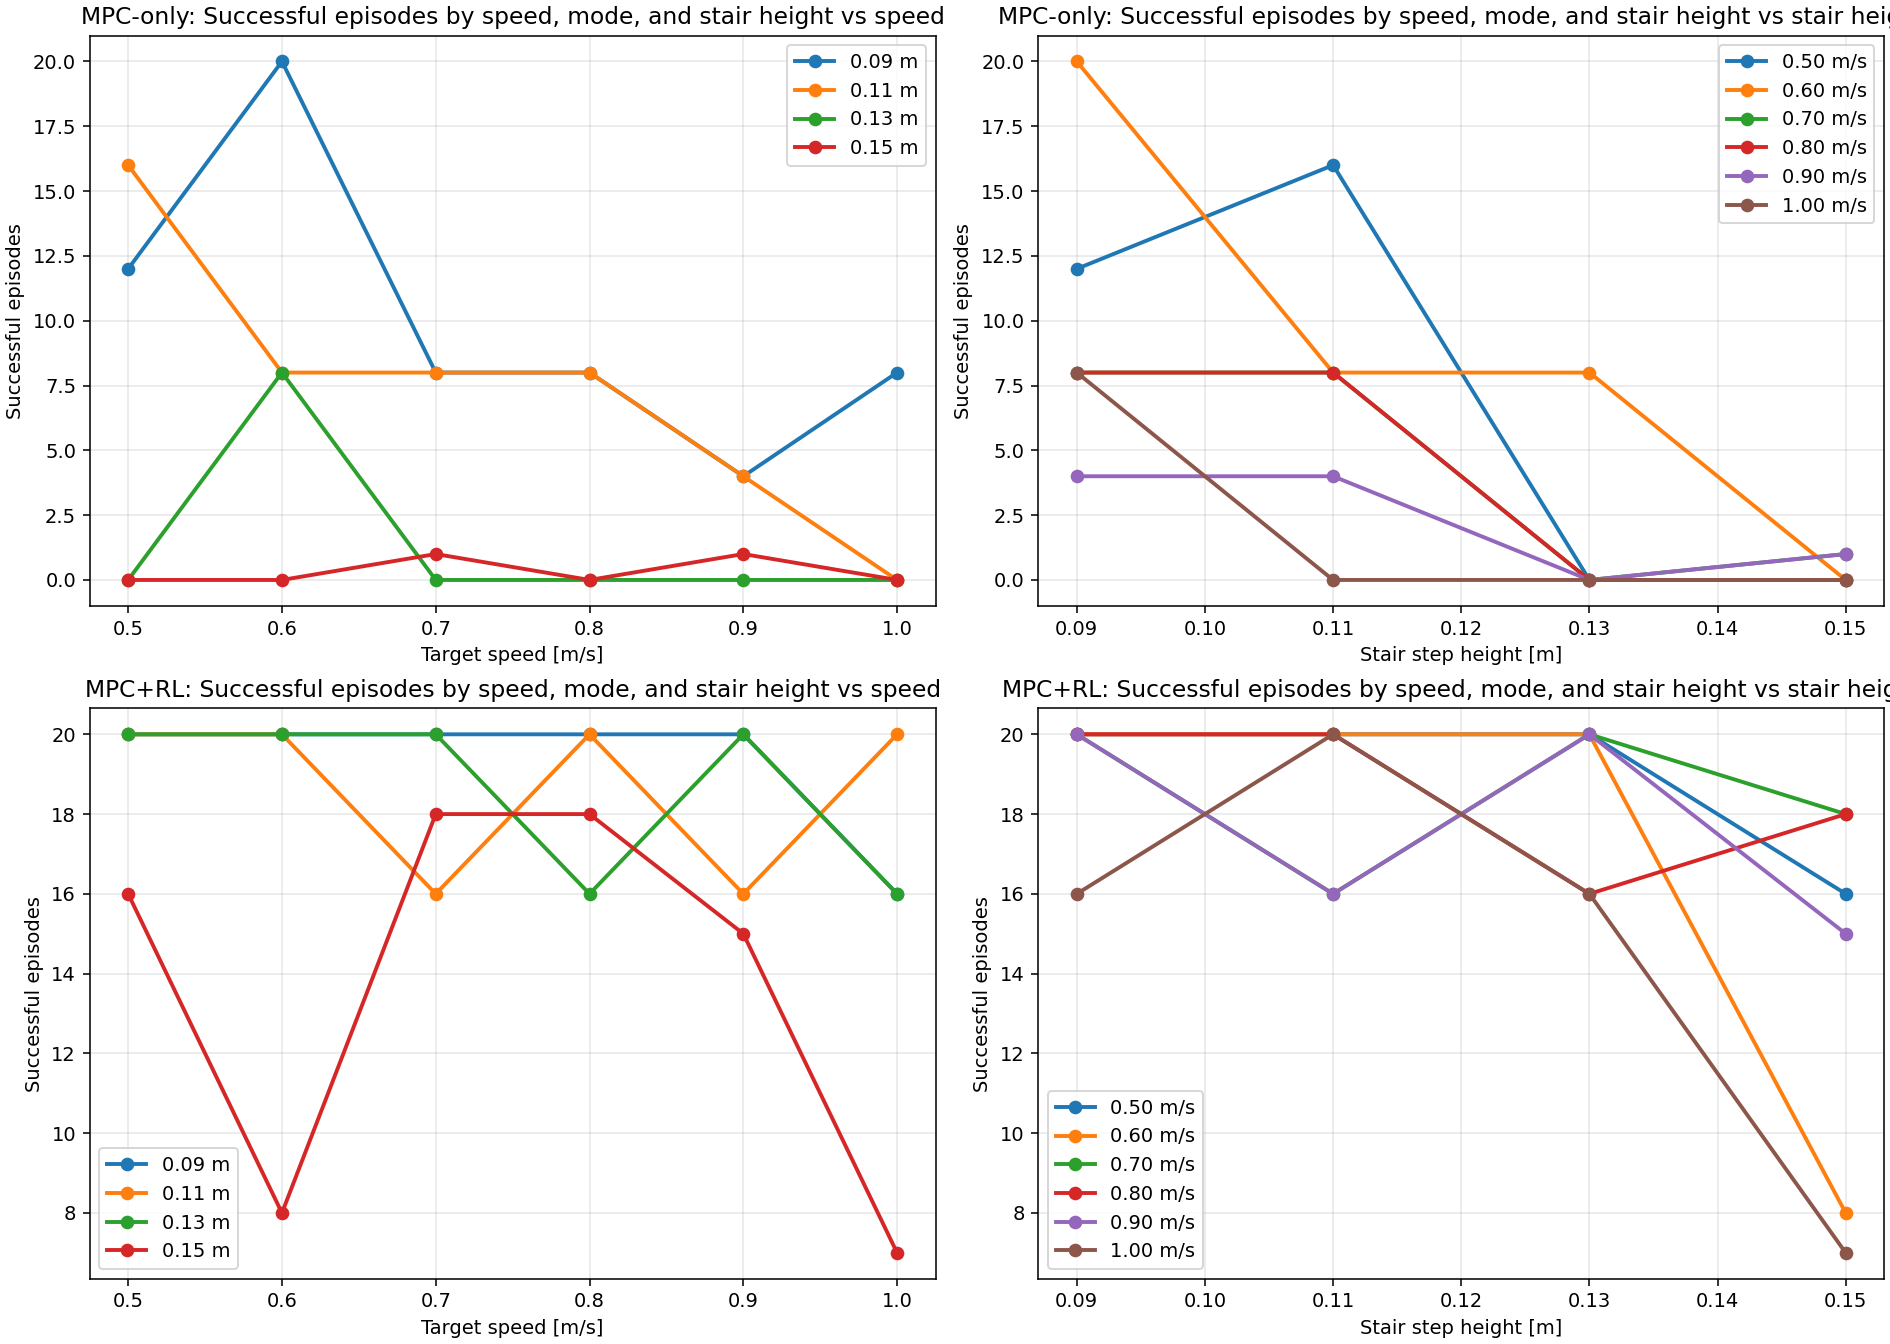 MPC-only: Successful episodes by speed, mode, and stair height vs speed
Successful episodes
20.0
17.5
15.0
12.5
10.0
7.5
5.0
2.5
0.0
0.09 m
0.11 m
0.13 m
0.15 m
0.5 0.6 0.7 0.8 0.9 1.0
Target speed [m/s]
MPC-only: Successful episodes by speed, mode, and stair height vs stair heig
Successful episodes
20.0
17.5
15.0
12.5
10.0
7.5
5.0
2.5
0.0
0.50 m/s
0.60 m/s
0.70 m/s
0.80 m/s
0.90 m/s
1.00 m/s
0.09 0.10 0.11 0.12 0.13 0.14 0.15
Stair step height [m]
MPC+RL: Successful episodes by speed, mode, and stair height vs speed
Successful episodes
20
18
16
14
12
10
8
0.09 m
0.11 m
0.13 m
0.15 m
0.5 0.6 0.7 0.8 0.9 1.0
Target speed [m/s]
MPC+RL: Successful episodes by speed, mode, and stair height vs stair heig
Successful episodes
20
18
16
14
12
10
8
0.50 m/s
0.60 m/s
0.70 m/s
0.80 m/s
0.90 m/s
1.00 m/s
0.09 0.10 0.11 0.12 0.13 0.14 0.15
Stair step height [m]